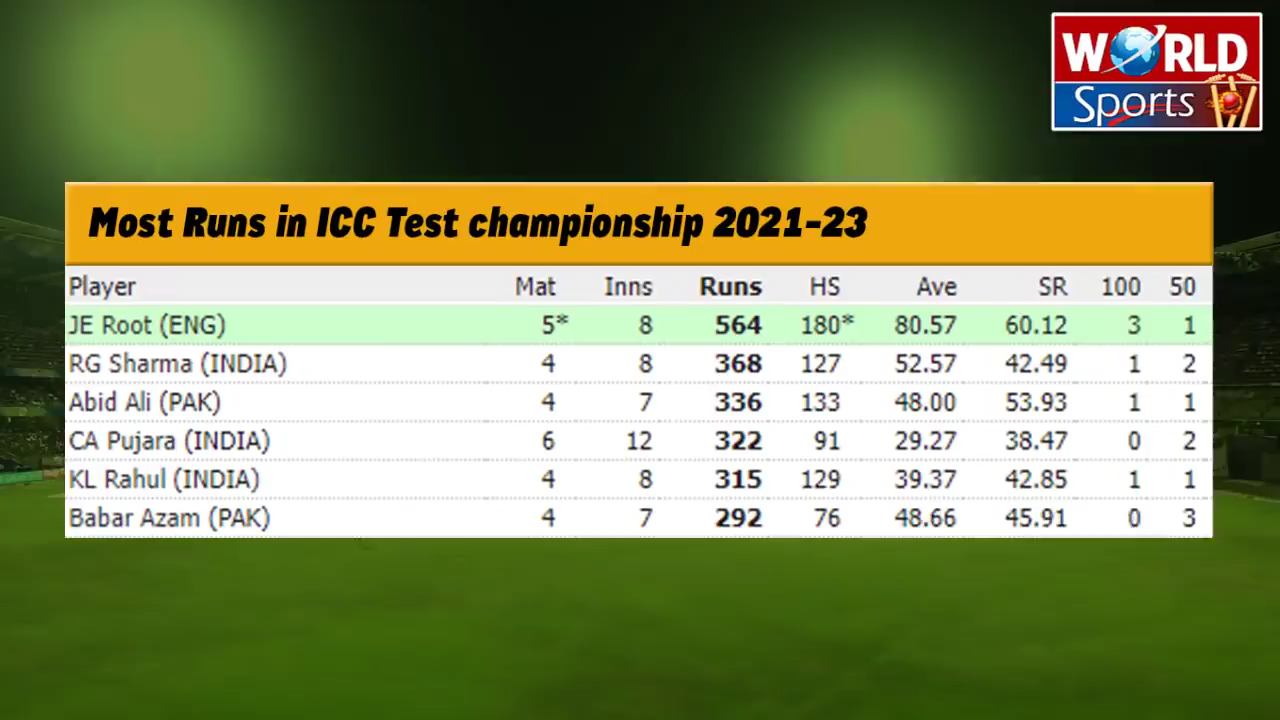 WORLD
Sports
Most Runs in ICC Test championship 2021-23
Player Mat Inns Runs HS Ave SR 100 50
JE Root (ENG) 5* 8 564 180* 80.57 60.12 3 1
RG Sharma (INDIA) 4 8 368 127 52.57 42.49 1 2
Abid Ali (PAK) 4 7 336 133 48.00 53.93 1 1
CA Pujara (INDIA) 6 12 322 91 29.27 38.47 0 2
KL Rahul (INDIA) 4 8 315 129 39.37 42.85 1 1
Babar Azam (PAK) 4 7 292 76 48.66 45.91 0 3